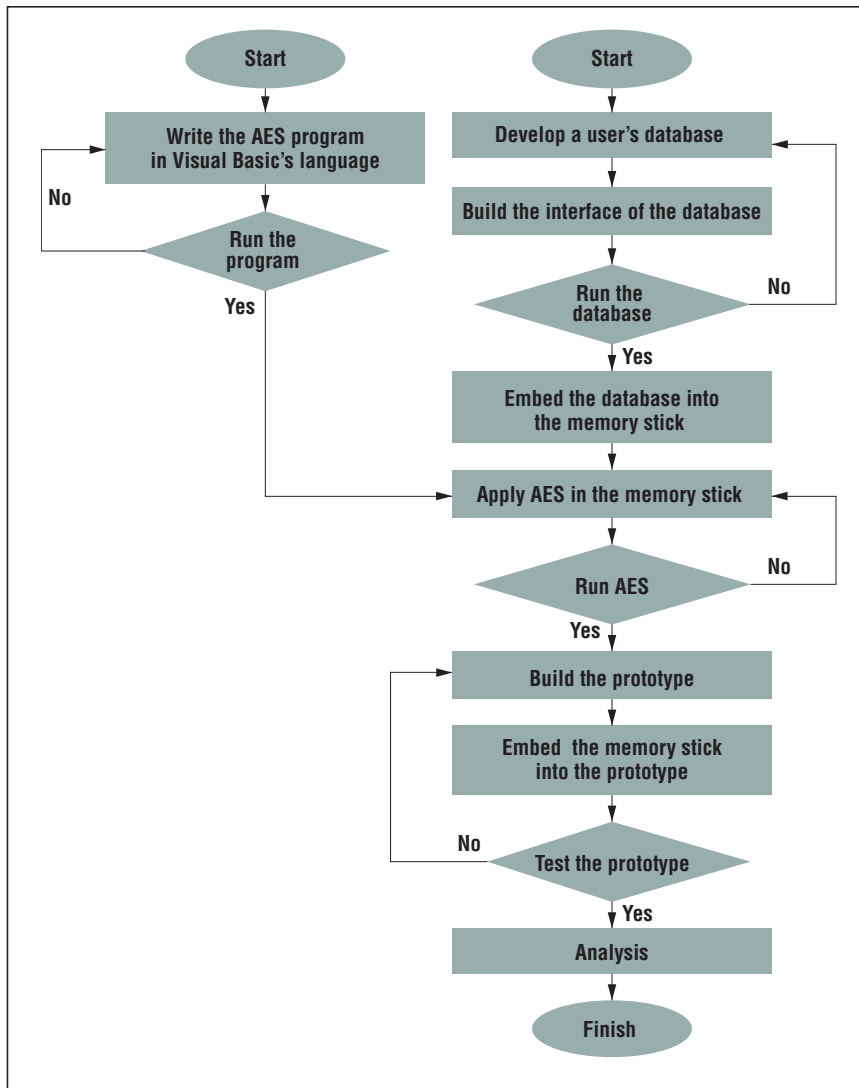 Start
Write the AES program
in Visual Basic's language
No
Run the
program
Yes
Start
Develop a user's database
Build the interface of the database
Run the
database
No
Yes
Embed the database into
the memory stick
Apply AES in the memory stick
Run AES
No
Yes
Build the prototype
Embed the memory stick
into the prototype
No
Test the prototype
Yes
Analysis
Finish